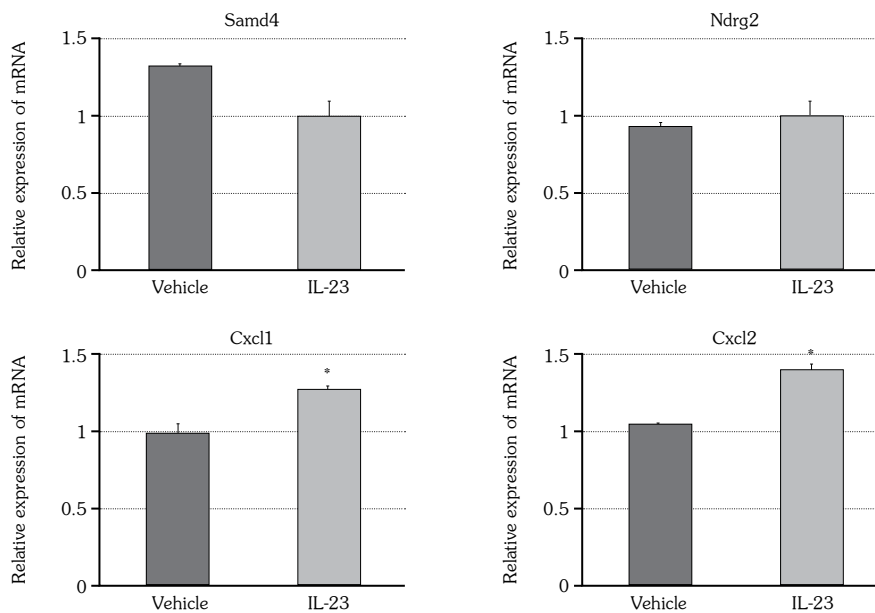 Samd4
Relative expression of mRNA
1.5
1
0.5
0
Vehicle
IL-23
Ndrg2
Relative expression of mRNA
1.5
1
0.5
0
Vehicle
IL-23
Cxcl1
Relative expression of mRNA
1.5
1
0.5
0
*
Vehicle
IL-23
Cxcl2
Relative expression of mRNA
1.5
1
0.5
0
*
Vehicle
IL-23